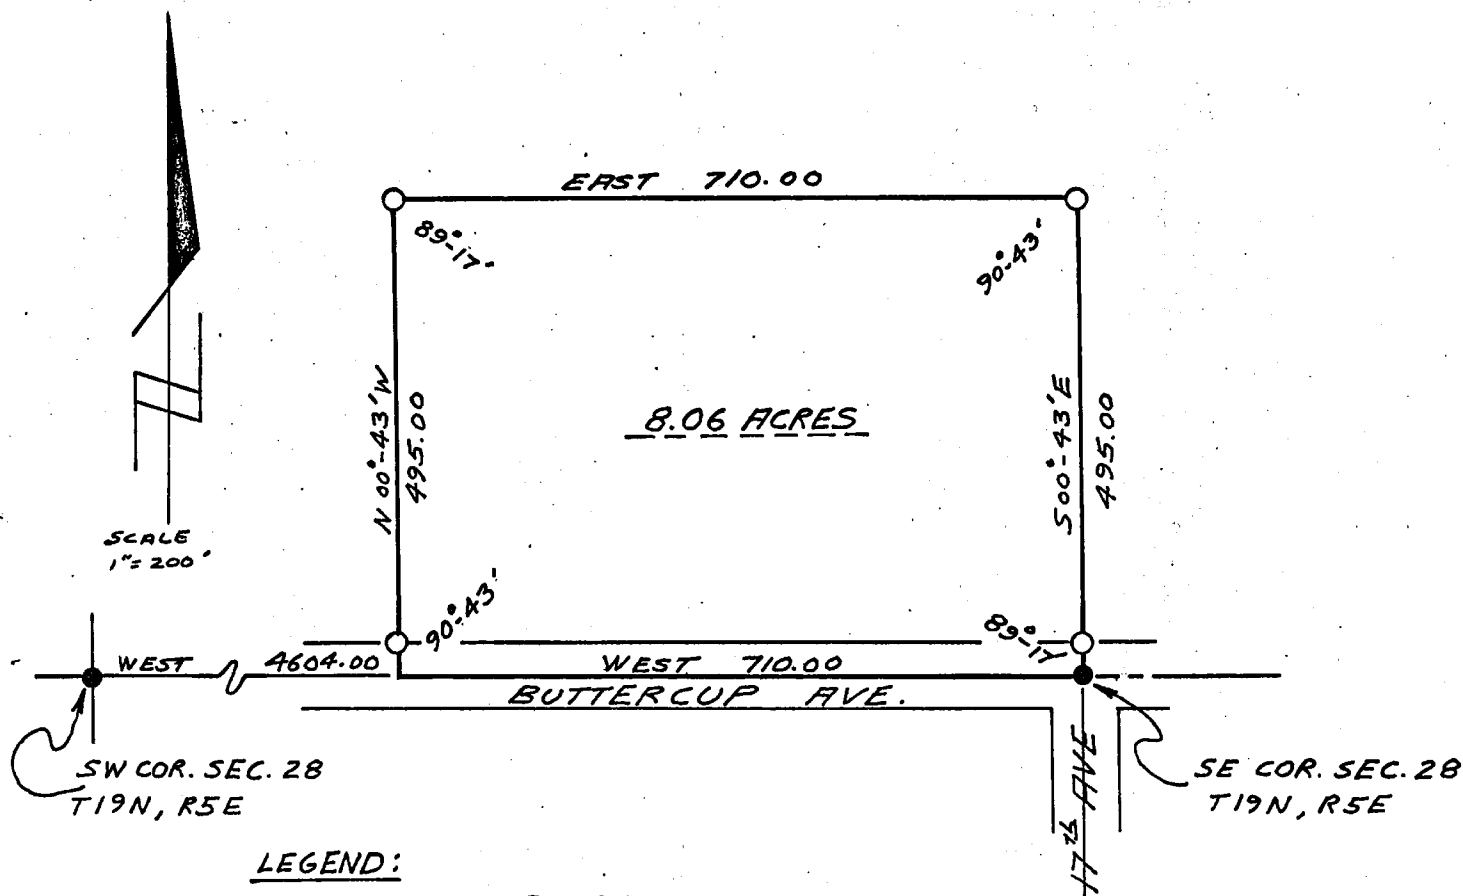 EAST 710.00
89°-17'
90°-43'
N 00°-43'W
495.00
8.06 ACRES
S00°-43'E
495.00
SCALE
1"= 200'
90°-43'
89°-17'
WEST 4604.00
WEST 710.00
BUTTERCUP AVE.
SW COR. SEC. 28
T19N, R5E
17th AVE
SE COR. SEC. 28
T19N, R5E
LEGEND: